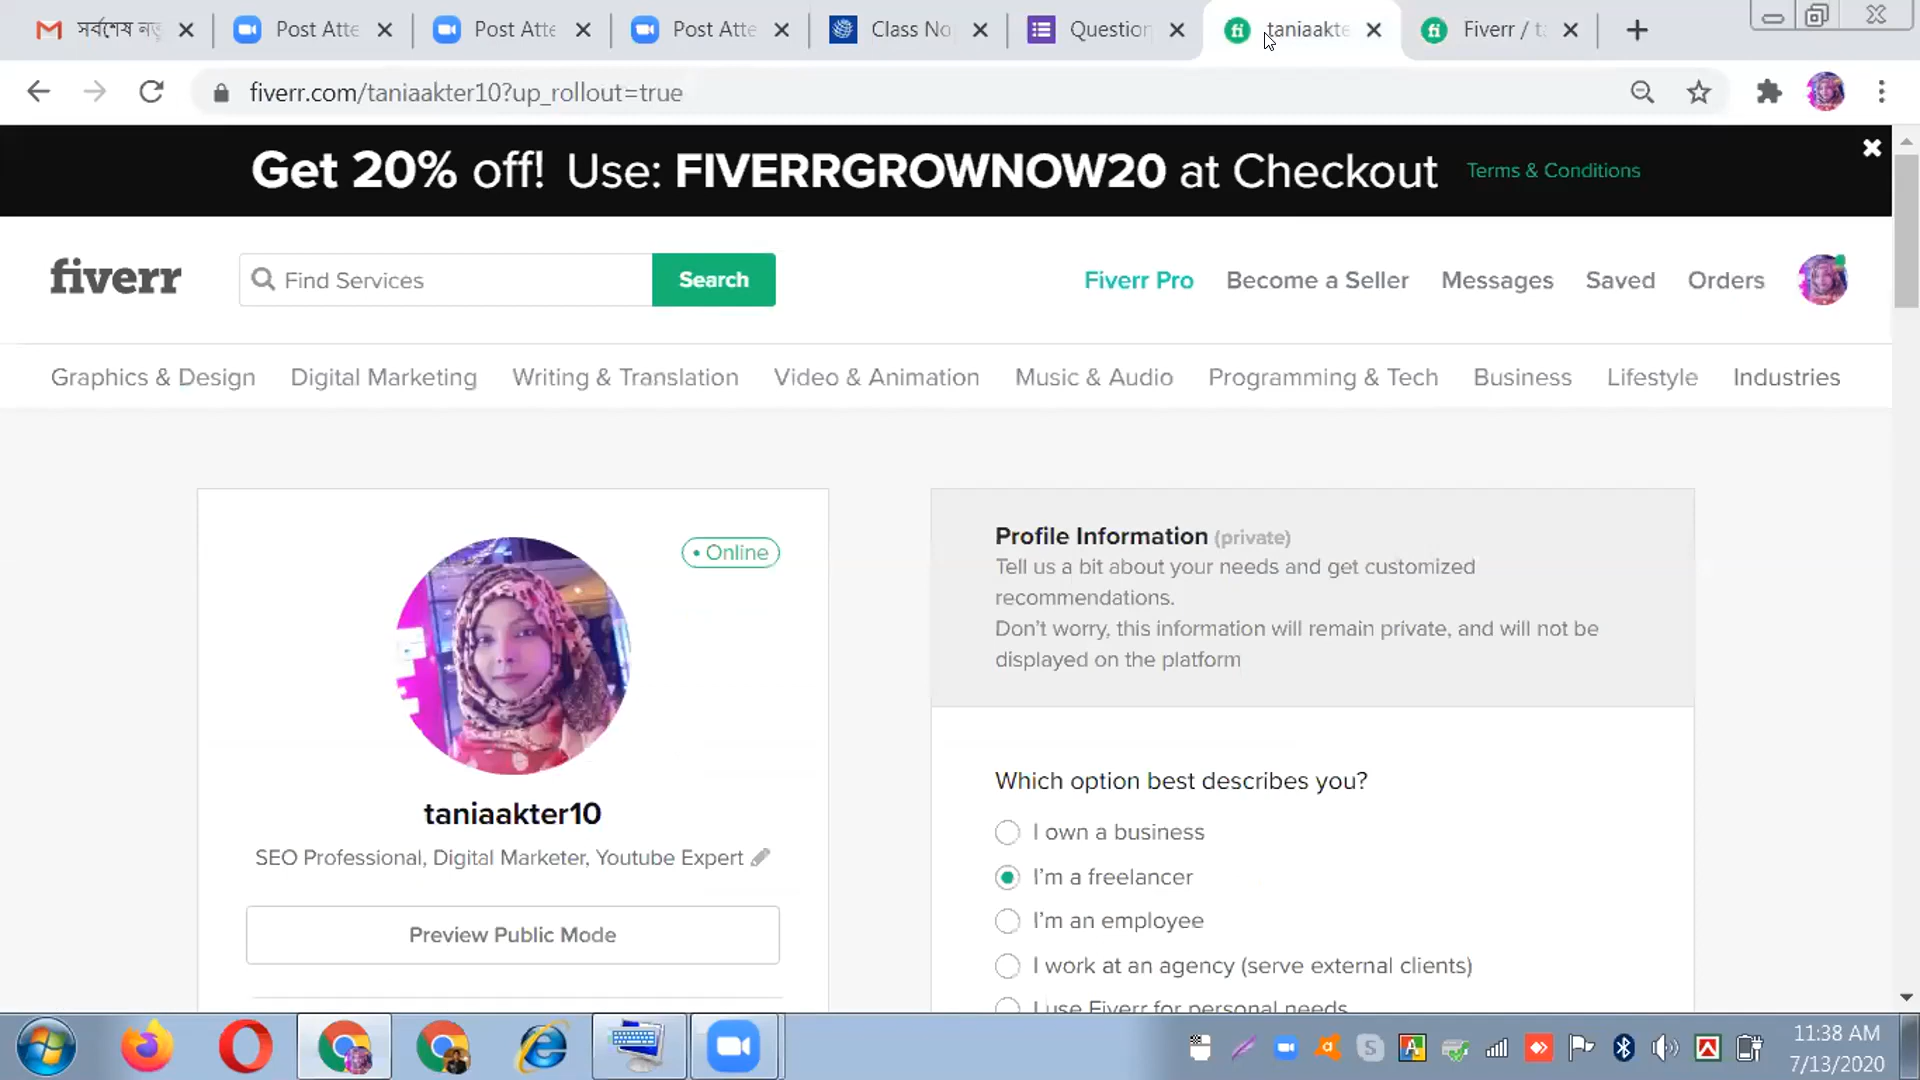 সর্বশেষ
Post Atte
Post Atte
Post Atte
Class No
Question
taniaakte
Fiverr / t
fiverr.com/taniaakter10?up_rollout=true
Get 20% off! Use: FIVERRGROWNOW20 at Checkout Terms & Conditions
fiverr
Find Services
Search
Fiverr Pro
Become a Seller
Messages
Saved
Orders
Graphics & Design
Digital Marketing
Writing & Translation
Video & Animation
Music & Audio
Programming & Tech
Business
Lifestyle
Industries
• Online
taniaakter10
SEO Professional, Digital Marketer, Youtube Expert
Preview Public Mode
Profile Information (private)
Tell us a bit about your needs and get customized
recommendations.
Don't worry, this information will remain private, and will not be
displayed on the platform
Which option best describes you?
I own a business
I'm a freelancer
I'm an employee
I work at an agency (serve external clients)
I use Fiverr for personal needs
11:38 AM
7/13/2020